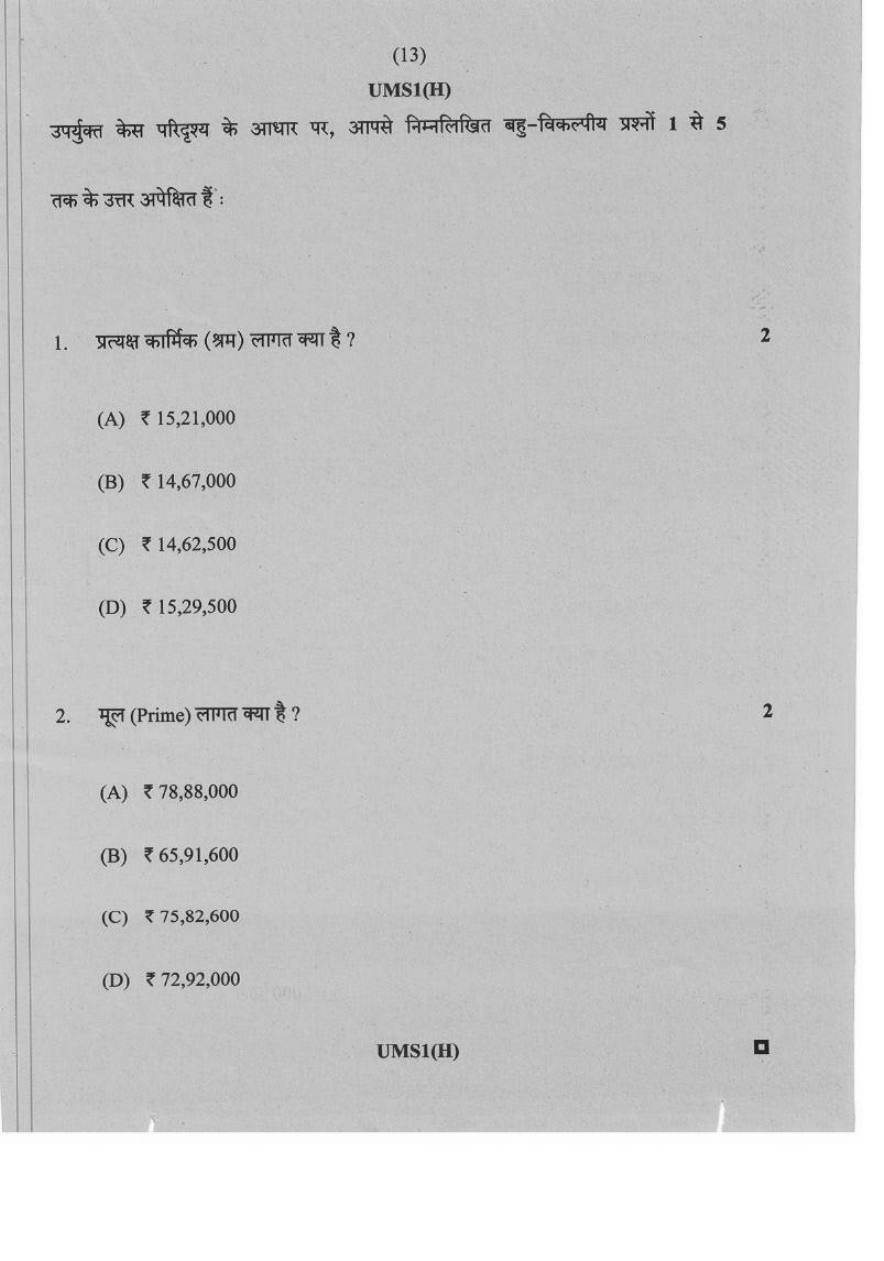 (13)
UMS1(H)
उपर्युक्त केस परिदृश्य के आधार पर, आपसे निम्नलिखित बहु-विकल्पीय प्रश्नों 1 से 5
तक के उत्तर अपेक्षित हैं :
1. प्रत्यक्ष कार्मिक (श्रम) लागत क्या है ? 2
(A) ₹ 15,21,000
(B) ₹ 14,67,000
(C) ₹ 14,62,500
(D) ₹ 15,29,500
2. मूल (Prime) लागत क्या है ? 2
(A) ₹ 78,88,000
(B) ₹ 65,91,600
(C) ₹ 75,82,600
(D) ₹ 72,92,000
UMS1(H)